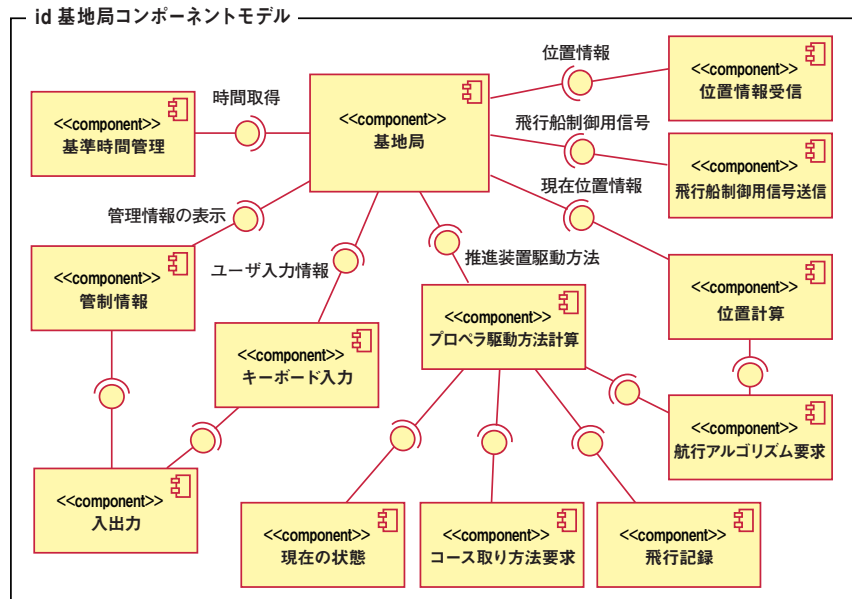 id 基地局コンポーネントモデル
位置情報
<<component>>
位置情報受信
時間取得
<<component>>
基準時間管理
<<component>>
基地局
飛行船制御用信号
<<component>>
飛行船制御用信号送信
現在位置情報
管理情報の表示
ユーザ入力情報
推進装置駆動方法
<<component>>
管制情報
<<component>>
プロペラ駆動方法計算
<<component>>
位置計算
<<component>>
キーボード入力
<<component>>
航行アルゴリズム要求
<<component>>
入出力
<<component>>
現在の状態
<<component>>
コース取り方法要求
<<component>>
飛行記録